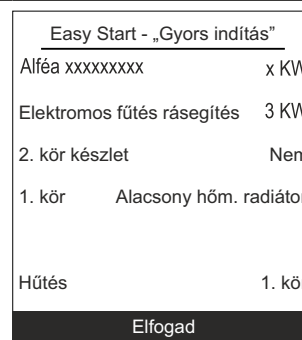 Easy Start - „Gyors indítás”
Alféa xxxxxxxxx x KW
Elektromos fűtés rásegítés 3 KW
2. kör készlet Nem
1. kör Alacsony hőm. radiátor
Hűtés 1. kör
Elfogad